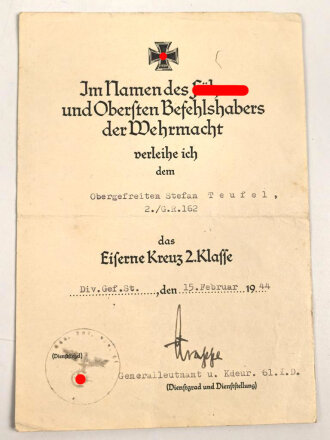 Im Namen des
und Obersten Befehlshabers
der Wehrmacht
verleihe ich
dem
Obergefreiten Stefan Teufel,
2./G.R.162
das
Eiserne Kreuz 2. Klasse
Div.Gef.St. ,den 15.Februar 1944
(Dienstsiegel)
Generalleutnant u. Kdeur. 61.I.D.
(Dienstgrad und Dienststellung)